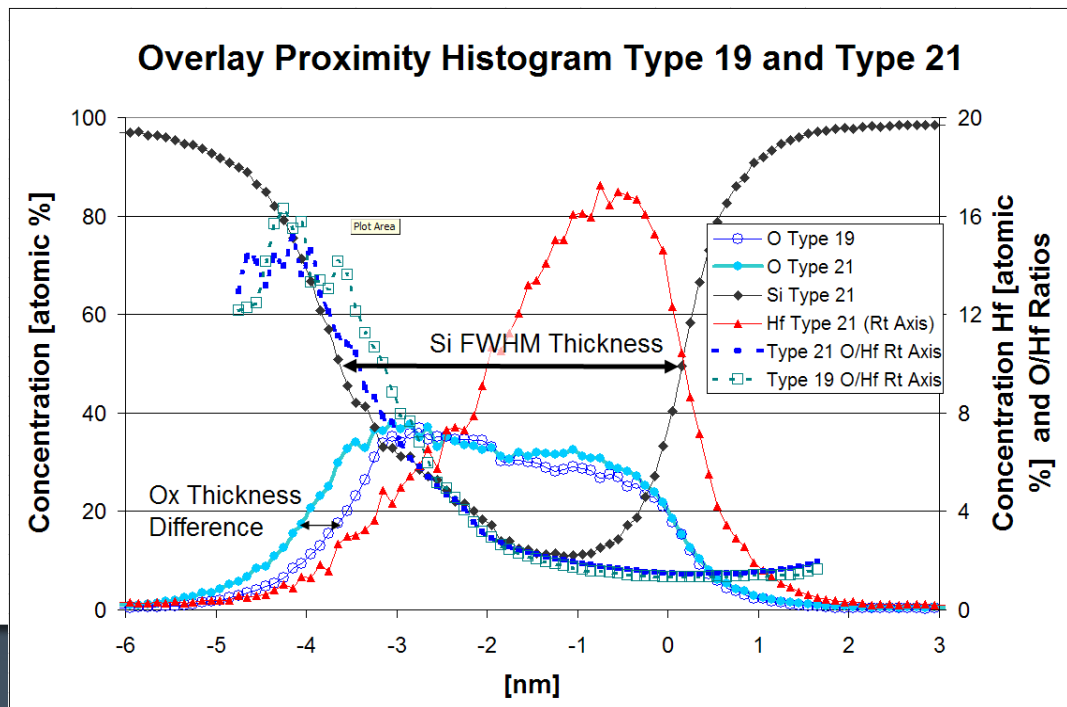 Overlay Proximity Histogram Type 19 and Type 21
Concentration [atomic %]
100
80
60
40
20
0
20
16
12
8
4
0
Concentration Hf [atomic
%] and O/Hf Ratios
Plot Area
O Type 19
O Type 21
Si Type 21
Hf Type 21 (Rt Axis)
Type 21 O/Hf Rt Axis
Type 19 O/Hf Rt Axis
Si FWHM Thickness
Ox Thickness
Difference
-6 -5 -4 -3 -2 -1 0 1 2 3
[nm]